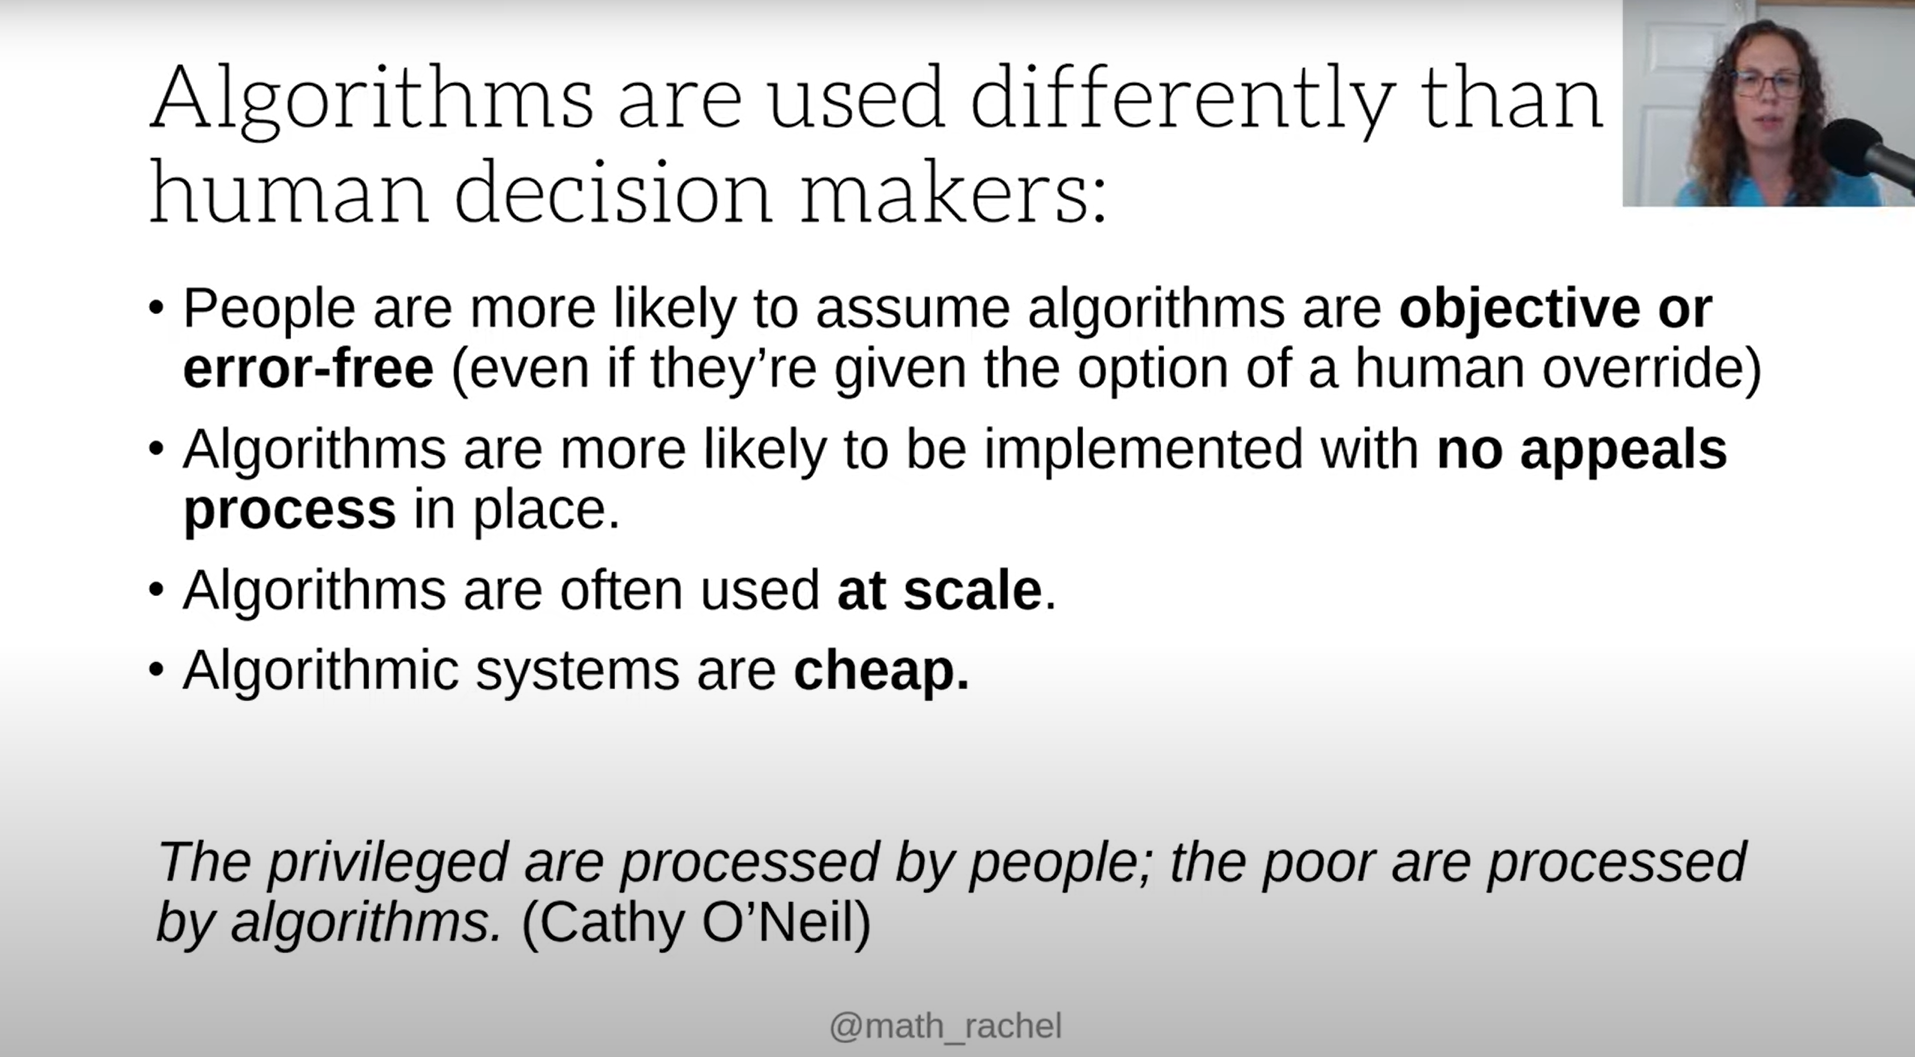 Algorithms are used differently than
human decision makers:
• People are more likely to assume algorithms are objective or
error-free (even if they’re given the option of a human override)
• Algorithms are more likely to be implemented with no appeals
process in place.
• Algorithms are often used at scale.
• Algorithmic systems are cheap.
The privileged are processed by people; the poor are processed
by algorithms. (Cathy O’Neil)
@math_rachel